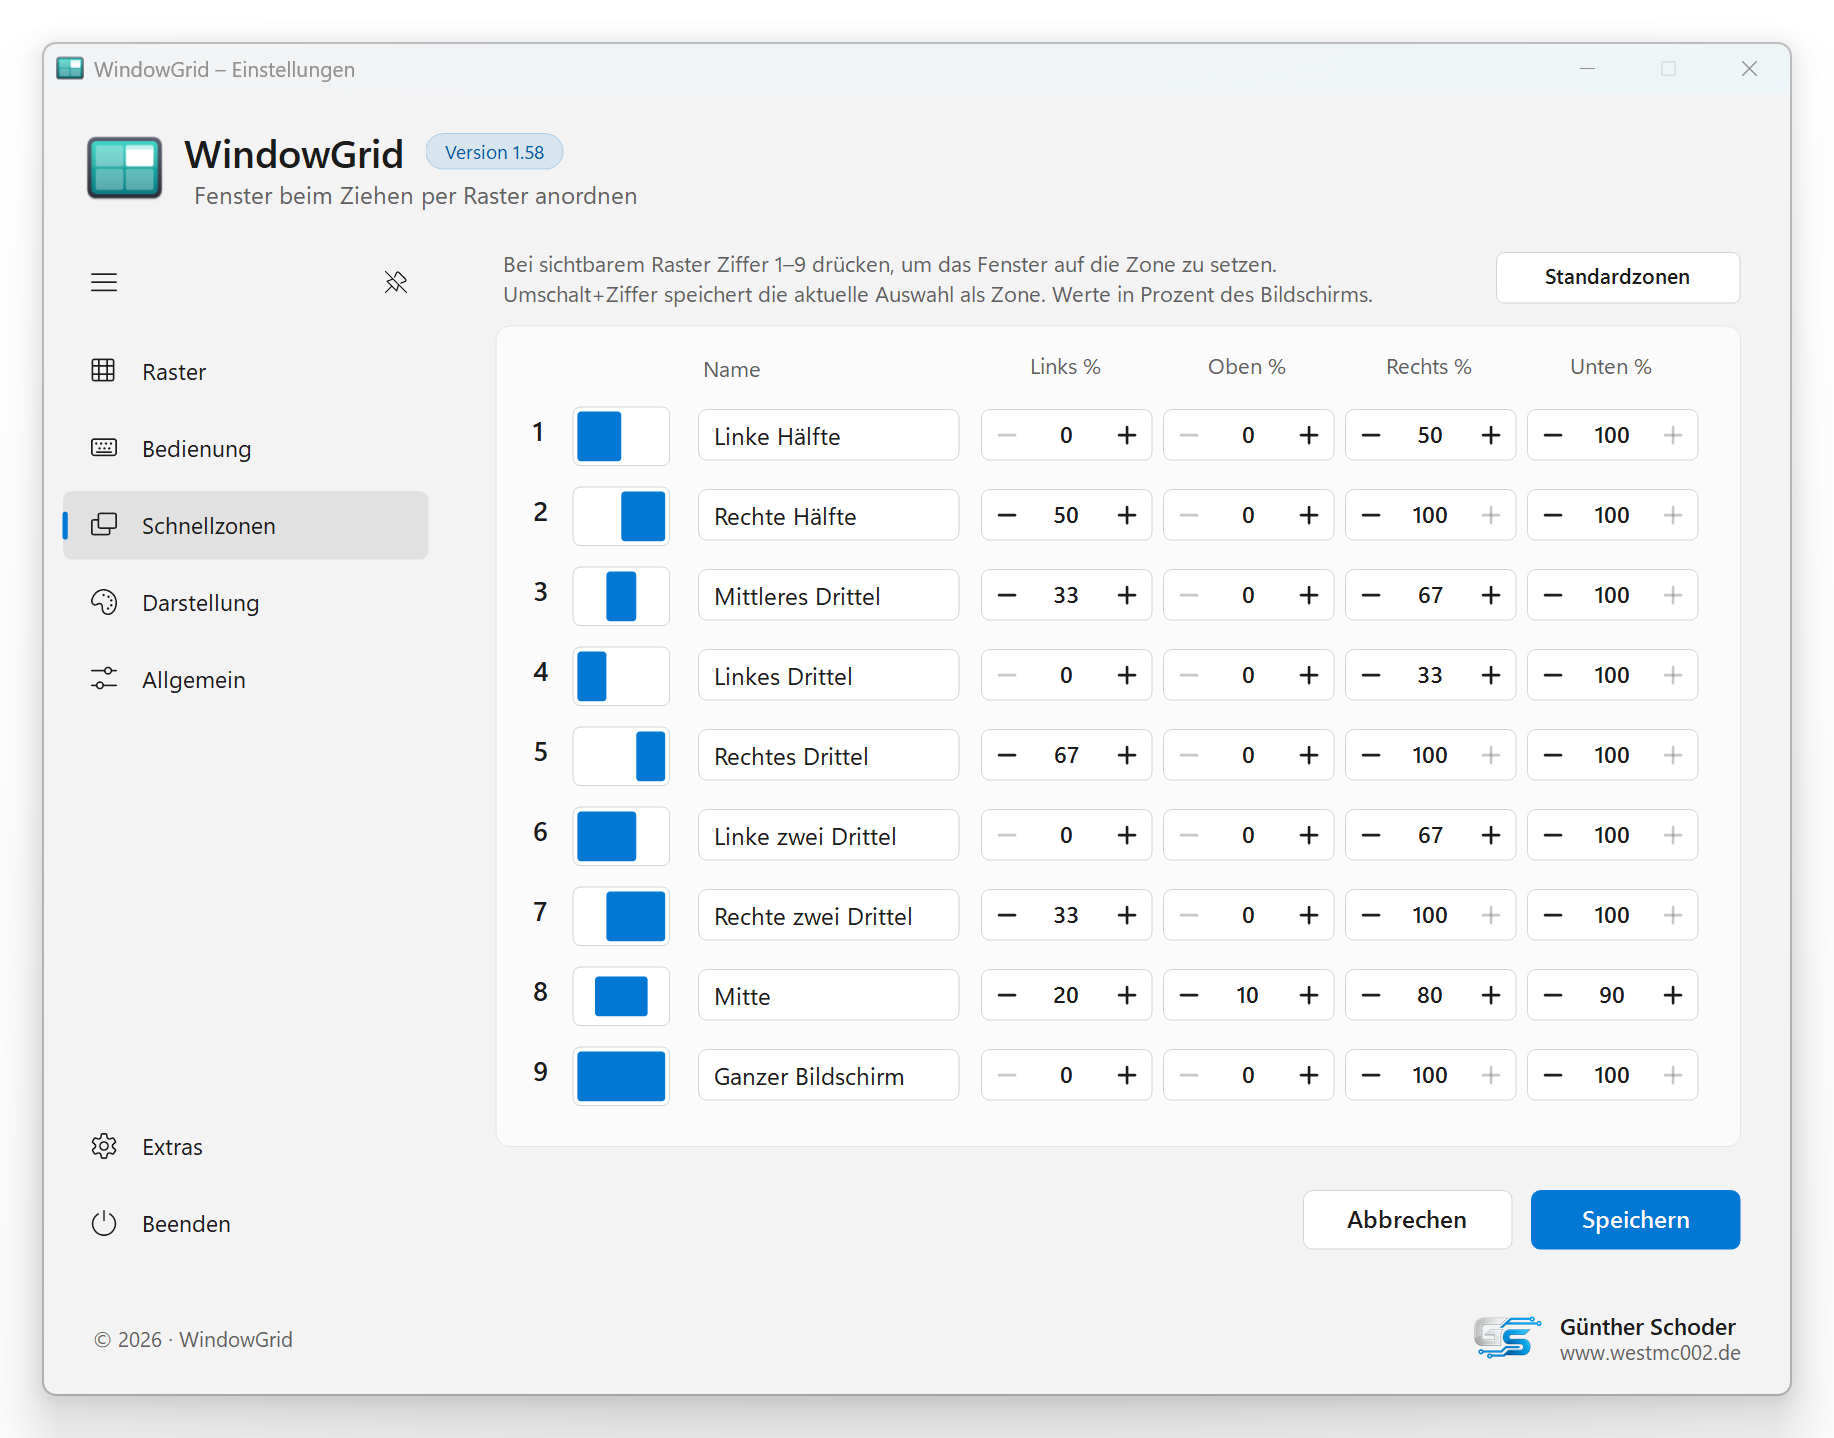 WindowGrid – Einstellungen
WindowGrid
Version 1.58
Fenster beim Ziehen per Raster anordnen
Bei sichtbarem Raster Ziffer 1–9 drücken, um das Fenster auf die Zone zu setzen.
Umschalt+Ziffer speichert die aktuelle Auswahl als Zone. Werte in Prozent des Bildschirms.
Standardzonen
Raster
Bedienung
Schnellzonen
Darstellung
Allgemein
Extras
Beenden
Name Links % Oben % Rechts % Unten %
1 Linke Hälfte − 0 + − 0 + − 50 + − 100 +
2 Rechte Hälfte − 50 + − 0 + − 100 + − 100 +
3 Mittleres Drittel − 33 + − 0 + − 67 + − 100 +
4 Linkes Drittel − 0 + − 0 + − 33 + − 100 +
5 Rechtes Drittel − 67 + − 0 + − 100 + − 100 +
6 Linke zwei Drittel − 0 + − 0 + − 67 + − 100 +
7 Rechte zwei Drittel − 33 + − 0 + − 100 + − 100 +
8 Mitte − 20 + − 10 + − 80 + − 90 +
9 Ganzer Bildschirm − 0 + − 0 + − 100 + − 100 +
Abbrechen
Speichern
© 2026 · WindowGrid
GS
Günther Schoder
www.westmc002.de